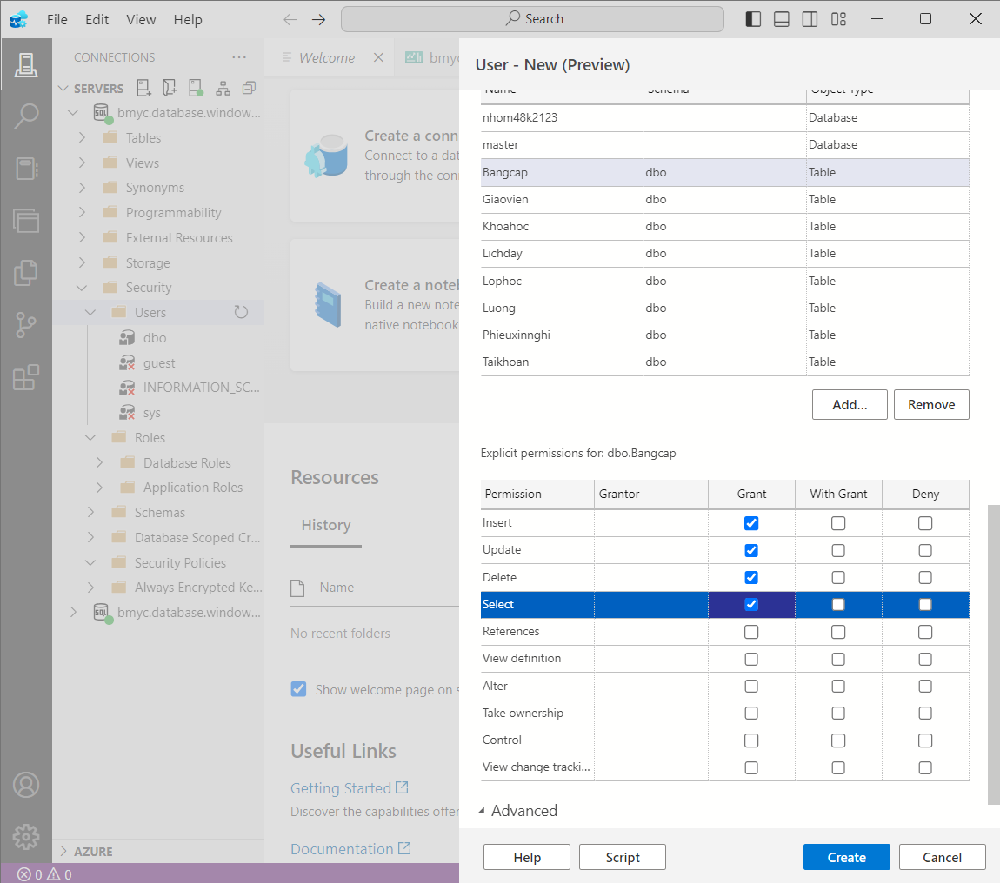 File Edit View Help
Search
CONNECTIONS ...
SERVERS
bmyc.database.window...
Tables
Views
Synonyms
Programmability
External Resources
Storage
Security
Users
dbo
guest
INFORMATION_SC...
sys
Roles
Database Roles
Application Roles
Schemas
Database Scoped Cr...
Security Policies
Always Encrypted Ke...
bmyc.database.window...
AZURE
0 0
Welcome bmyc
Create a conn
Connect to a dat
through the conn
Create a noteb
Build a new note
native notebook
Resources
History
Name
No recent folders
Show welcome page on s
Useful Links
Getting Started
Discover the capabilities offer
Documentation
User - New (Preview)
Name Schema Object Type
nhom48k2123 Database
master Database
Bangcap dbo Table
Giaovien dbo Table
Khoahoc dbo Table
Lichday dbo Table
Lophoc dbo Table
Luong dbo Table
Phieuxinnghi dbo Table
Taikhoan dbo Table
Add... Remove
Explicit permissions for: dbo.Bangcap
Permission Grantor Grant With Grant Deny
Insert
Update
Delete
Select
References
View definition
Alter
Take ownership
Control
View change tracki...
Advanced
Help Script Create Cancel